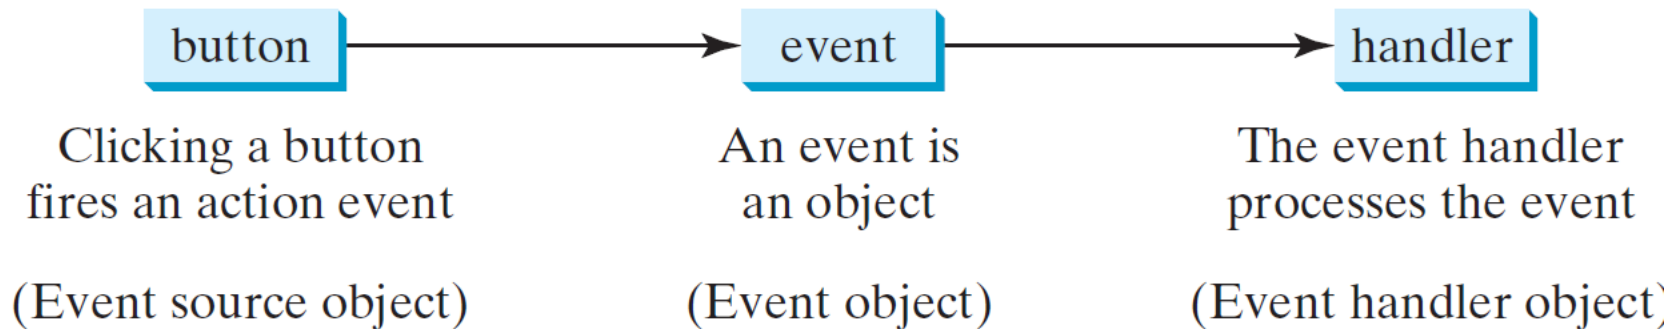 button
event
handler
Clicking a button
fires an action event
An event is
an object
The event handler
processes the event
(Event source object)
(Event object)
(Event handler object)